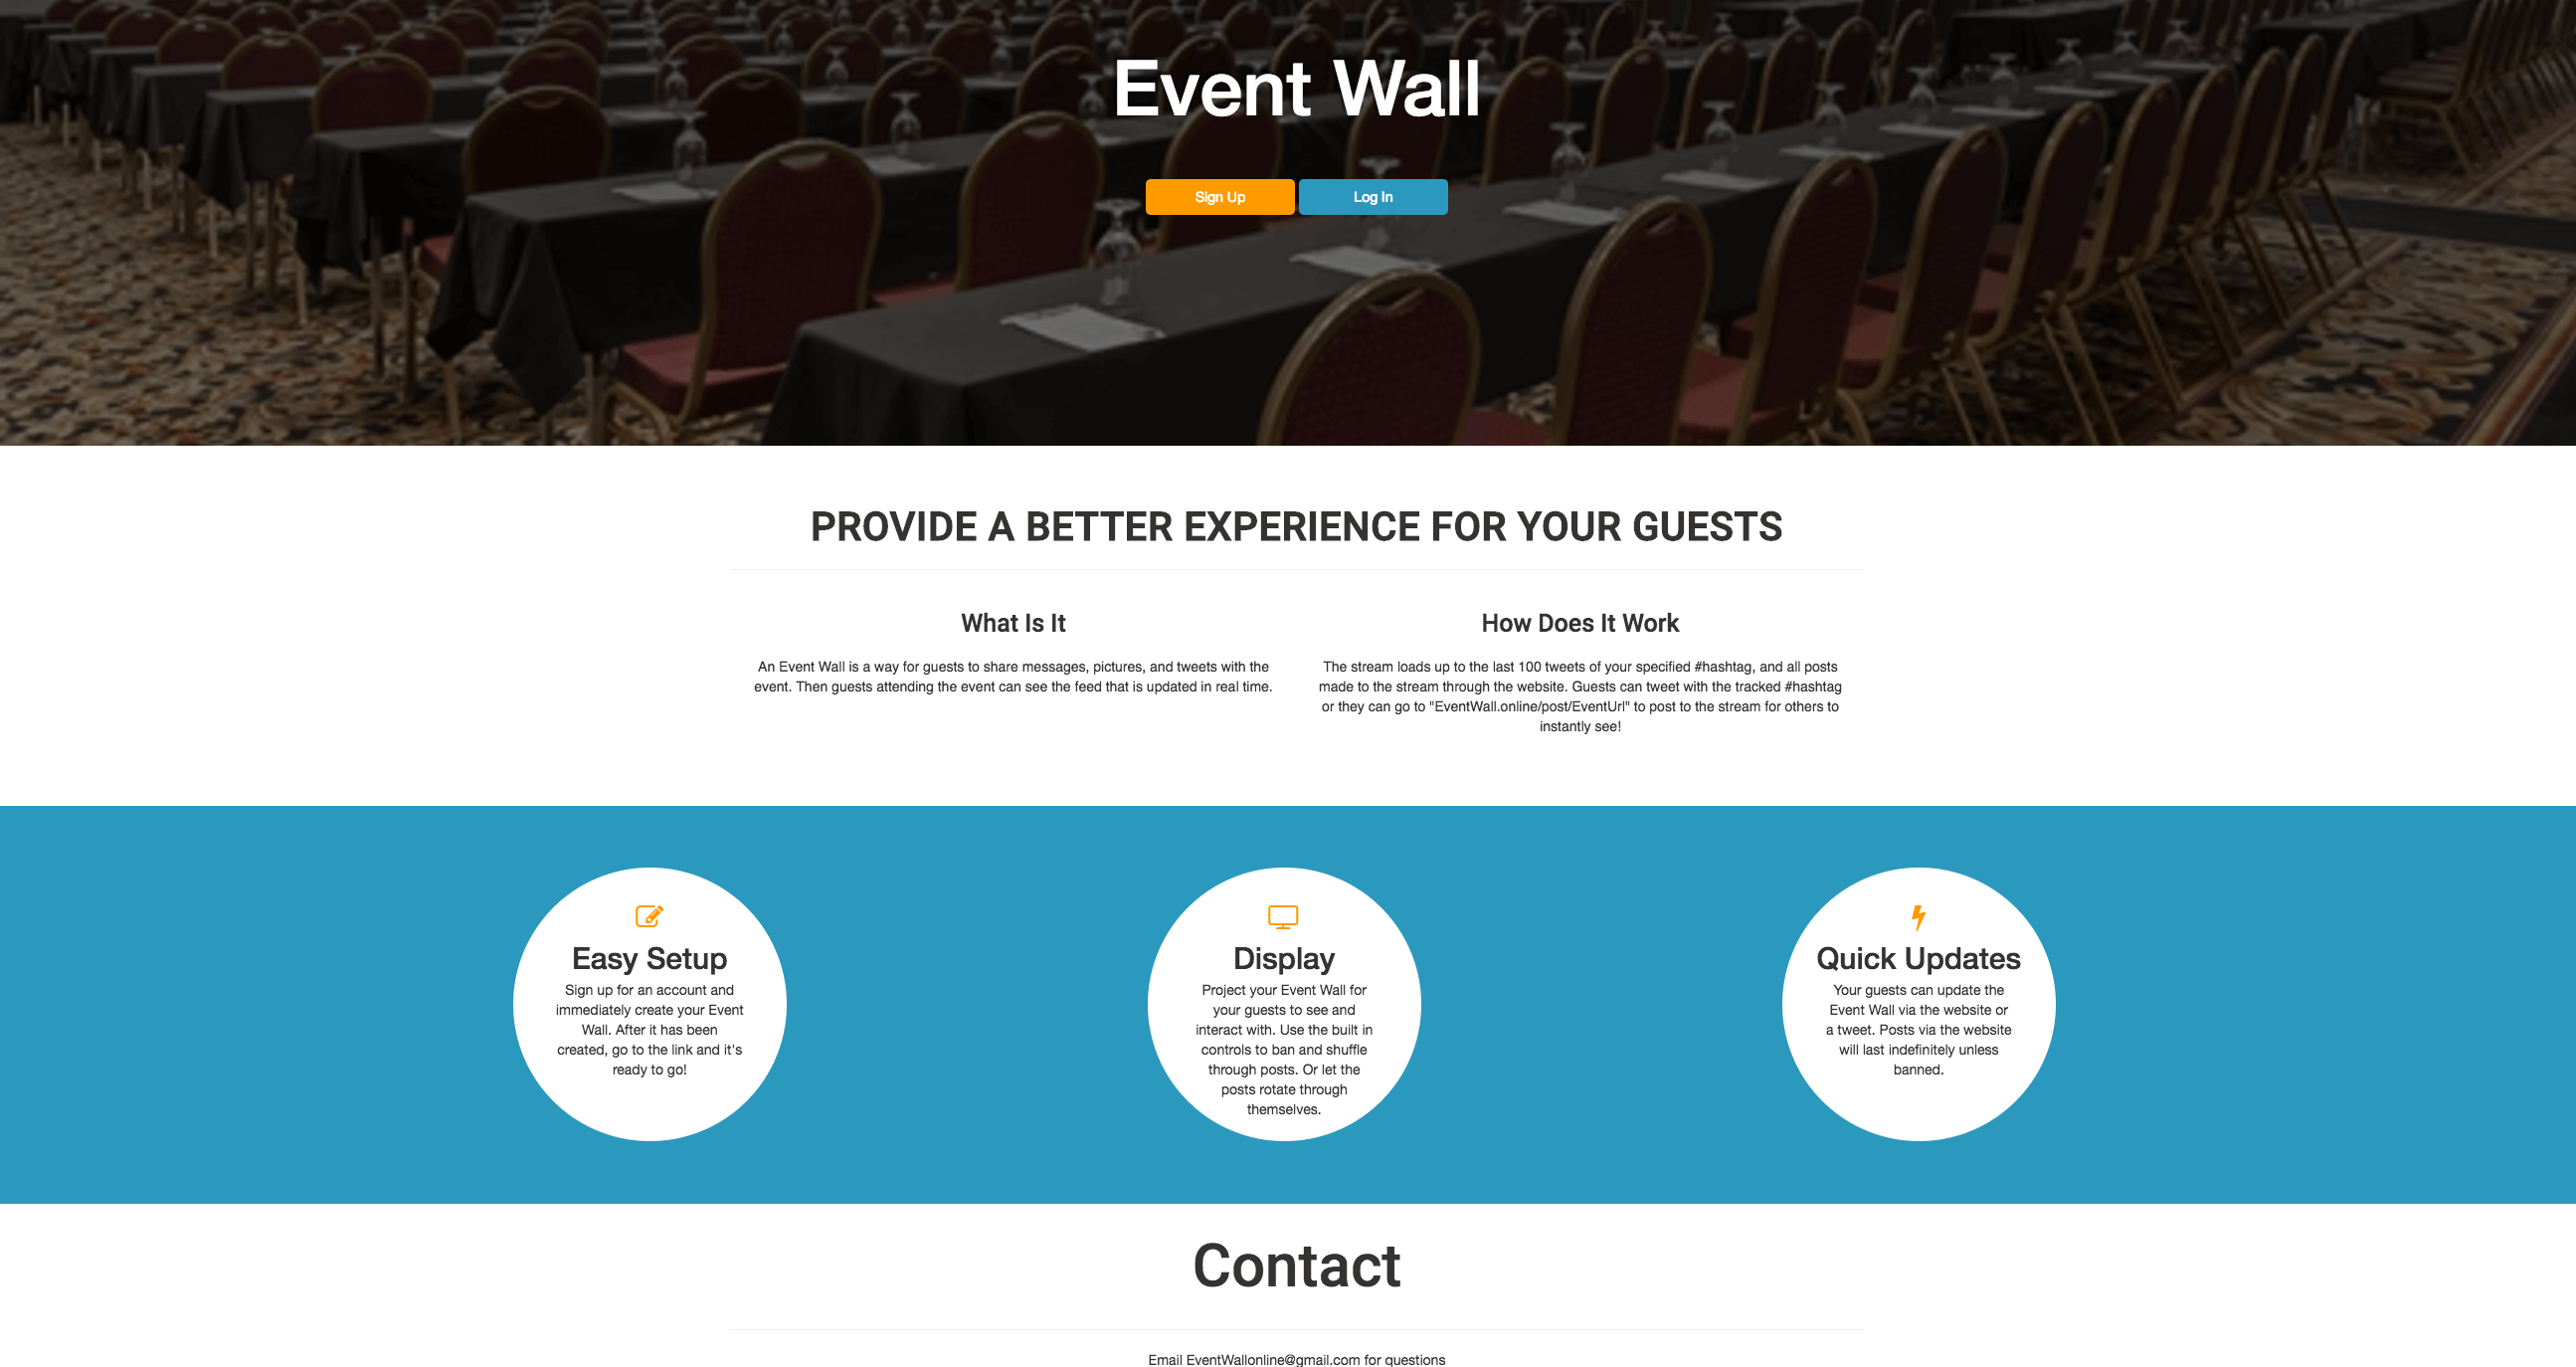 Event Wall
Sign Up
Log In
PROVIDE A BETTER EXPERIENCE FOR YOUR GUESTS
What Is It
An Event Wall is a way for guests to share messages, pictures, and tweets with the
event. Then guests attending the event can see the feed that is updated in real time.
How Does It Work
The stream loads up to the last 100 tweets of your specified #hashtag, and all posts
made to the stream through the website. Guests can tweet with the tracked #hashtag
or they can go to "EventWall.online/post/EventUrl" to post to the stream for others to
instantly see!
Easy Setup
Sign up for an account and
immediately create your Event
Wall. After it has been
created, go to the link and it's
ready to go!
Display
Project your Event Wall for
your guests to see and
interact with. Use the built in
controls to ban and shuffle
through posts. Or let the
posts rotate through
themselves.
Quick Updates
Your guests can update the
Event Wall via the website or
a tweet. Posts via the website
will last indefinitely unless
banned.
Contact
Email EventWallonline@gmail.com for questions